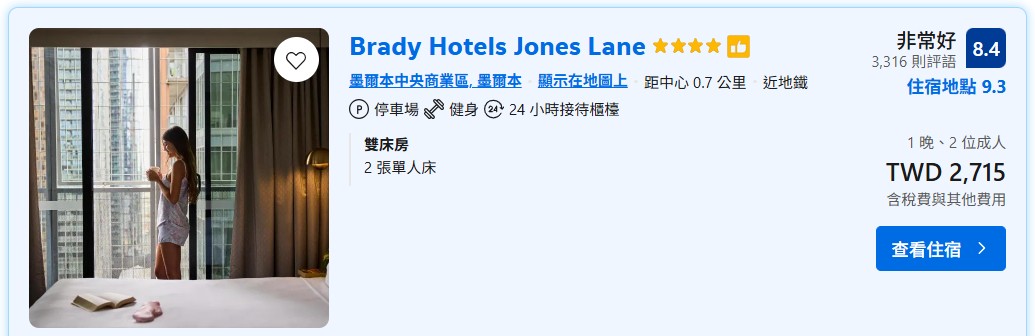 Brady Hotels Jones Lane
墨爾本中央商業區, 墨爾本 · 顯示在地圖上 · 距中心 0.7 公里 · 近地鐵
P 停車場 健身 24 24 小時接待櫃檯
雙床房
2 張單人床
非常好 8.4
3,316 則評語
住宿地點 9.3
1 晚、2 位成人
TWD 2,715
含稅費與其他費用
查看住宿